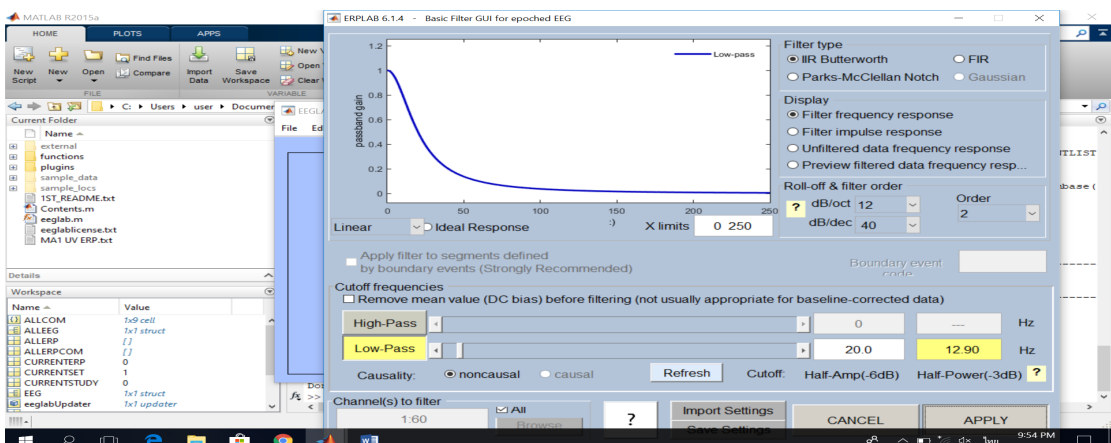 MATLAB R2015a
HOME PLOTS APPS
New Script
New
Open
Find Files
Compare
Import Data
Save Workspace
New V
Open
Clear
FILE
VARIABLE
C: Users user Documen
Current Folder
Name
external
functions
plugins
sample_data
sample_locs
1ST_README.txt
Contents.m
eeglab.m
eeglablicense.txt
MA1 UV ERP.txt
Details
Workspace
Name Value
ALLCOM 1x9 cell
ALLEEG 1x1 struct
ALLERP []
ALLERPCOM []
CURRENTERP 0
CURRENTSET 1
CURRENTSTUDY 0
EEG 1x1 struct
eeglabUpdater 1x1 updater
EEGLA
File Ed
Do
fx >>
TLIST
base(
ERPLAB 6.1.4 - Basic Filter GUI for epoched EEG
passband gain
1.2
1
0.8
0.6
0.4
0.2
0
0 50 100 150 200 250
Low-pass
Linear
Ideal Response
:)
X limits 0 250
Filter type
IIR Butterworth
FIR
Parks-McClellan Notch
Gaussian
Display
Filter frequency response
Filter impulse response
Unfiltered data frequency response
Preview filtered data frequency resp...
Roll-off & filter order
?
dB/oct 12
dB/dec 40
Order
2
Apply filter to segments defined
by boundary events (Strongly Recommended)
Boundary event
code
Cutoff frequencies
Remove mean value (DC bias) before filtering (not usually appropriate for baseline-corrected data)
High-Pass 0 --- Hz
Low-Pass 20.0 12.90 Hz
Causality: noncausal causal Refresh Cutoff: Half-Amp(-6dB) Half-Power(-3dB) ?
Channel(s) to filter
1:60
All
Browse
?
Import Settings
Save Settings
CANCEL
APPLY
9:54 PM
ไทย